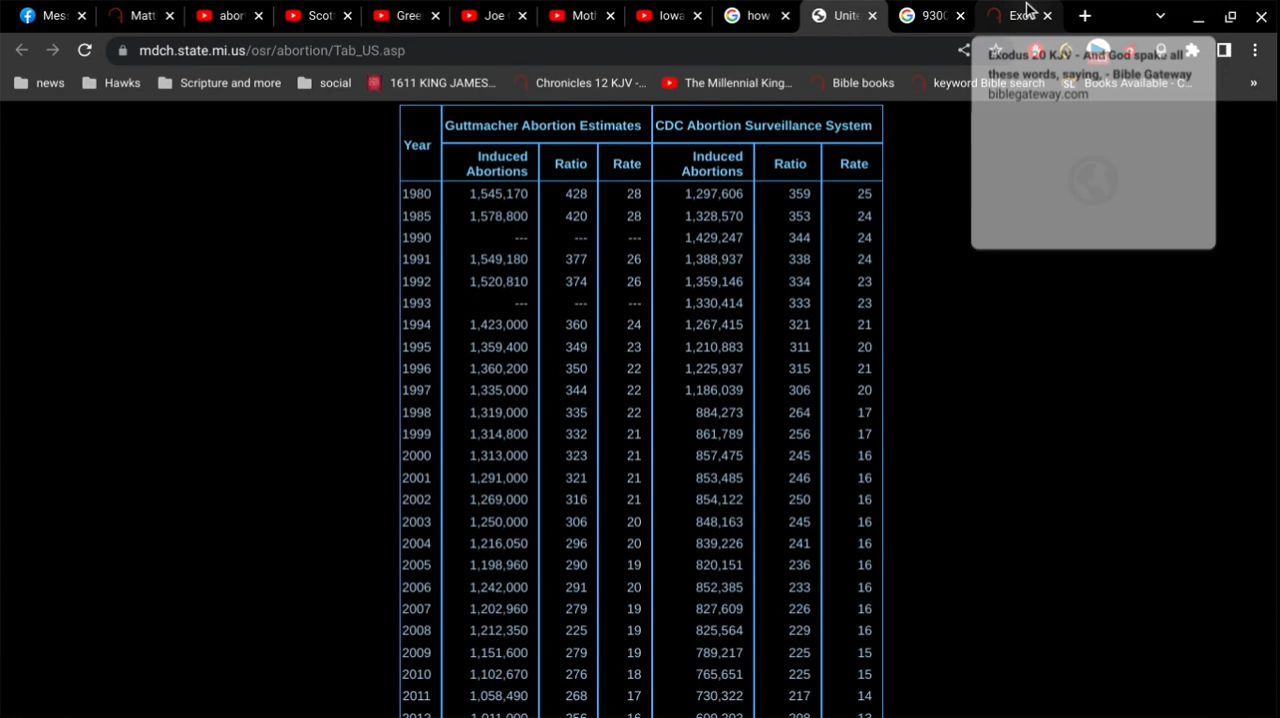 Mess
Matt
abor
Scot
Gree
Joe
Moth
Iowa
how
Unite
930(
Exod
mdch.state.mi.us/osr/abortion/Tab_US.asp
news
Hawks
Scripture and more
social
1611 KING JAMES...
Chronicles 12 KJV -...
The Millennial King...
Bible books
keyword Bible search
Books Available - C...
»
Exodus 20 KJV - And God spake all
these words, saying, - Bible Gateway
biblegateway.com
Year Guttmacher Abortion Estimates CDC Abortion Surveillance System
Induced Abortions Ratio Rate Induced Abortions Ratio Rate
1980 1,545,170 428 28 1,297,606 359 25
1985 1,578,800 420 28 1,328,570 353 24
1990 --- --- --- 1,429,247 344 24
1991 1,549,180 377 26 1,388,937 338 24
1992 1,520,810 374 26 1,359,146 334 23
1993 --- --- --- 1,330,414 333 23
1994 1,423,000 360 24 1,267,415 321 21
1995 1,359,400 349 23 1,210,883 311 20
1996 1,360,200 350 22 1,225,937 315 21
1997 1,335,000 344 22 1,186,039 306 20
1998 1,319,000 335 22 884,273 264 17
1999 1,314,800 332 21 861,789 256 17
2000 1,313,000 323 21 857,475 245 16
2001 1,291,000 321 21 853,485 246 16
2002 1,269,000 316 21 854,122 250 16
2003 1,250,000 306 20 848,163 245 16
2004 1,216,050 296 20 839,226 241 16
2005 1,198,960 290 19 820,151 236 16
2006 1,242,000 291 20 852,385 233 16
2007 1,202,960 279 19 827,609 226 16
2008 1,212,350 225 19 825,564 229 16
2009 1,151,600 279 19 789,217 225 15
2010 1,102,670 276 18 765,651 225 15
2011 1,058,490 268 17 730,322 217 14
2012 1,011,000 256 16 699,202 208 13